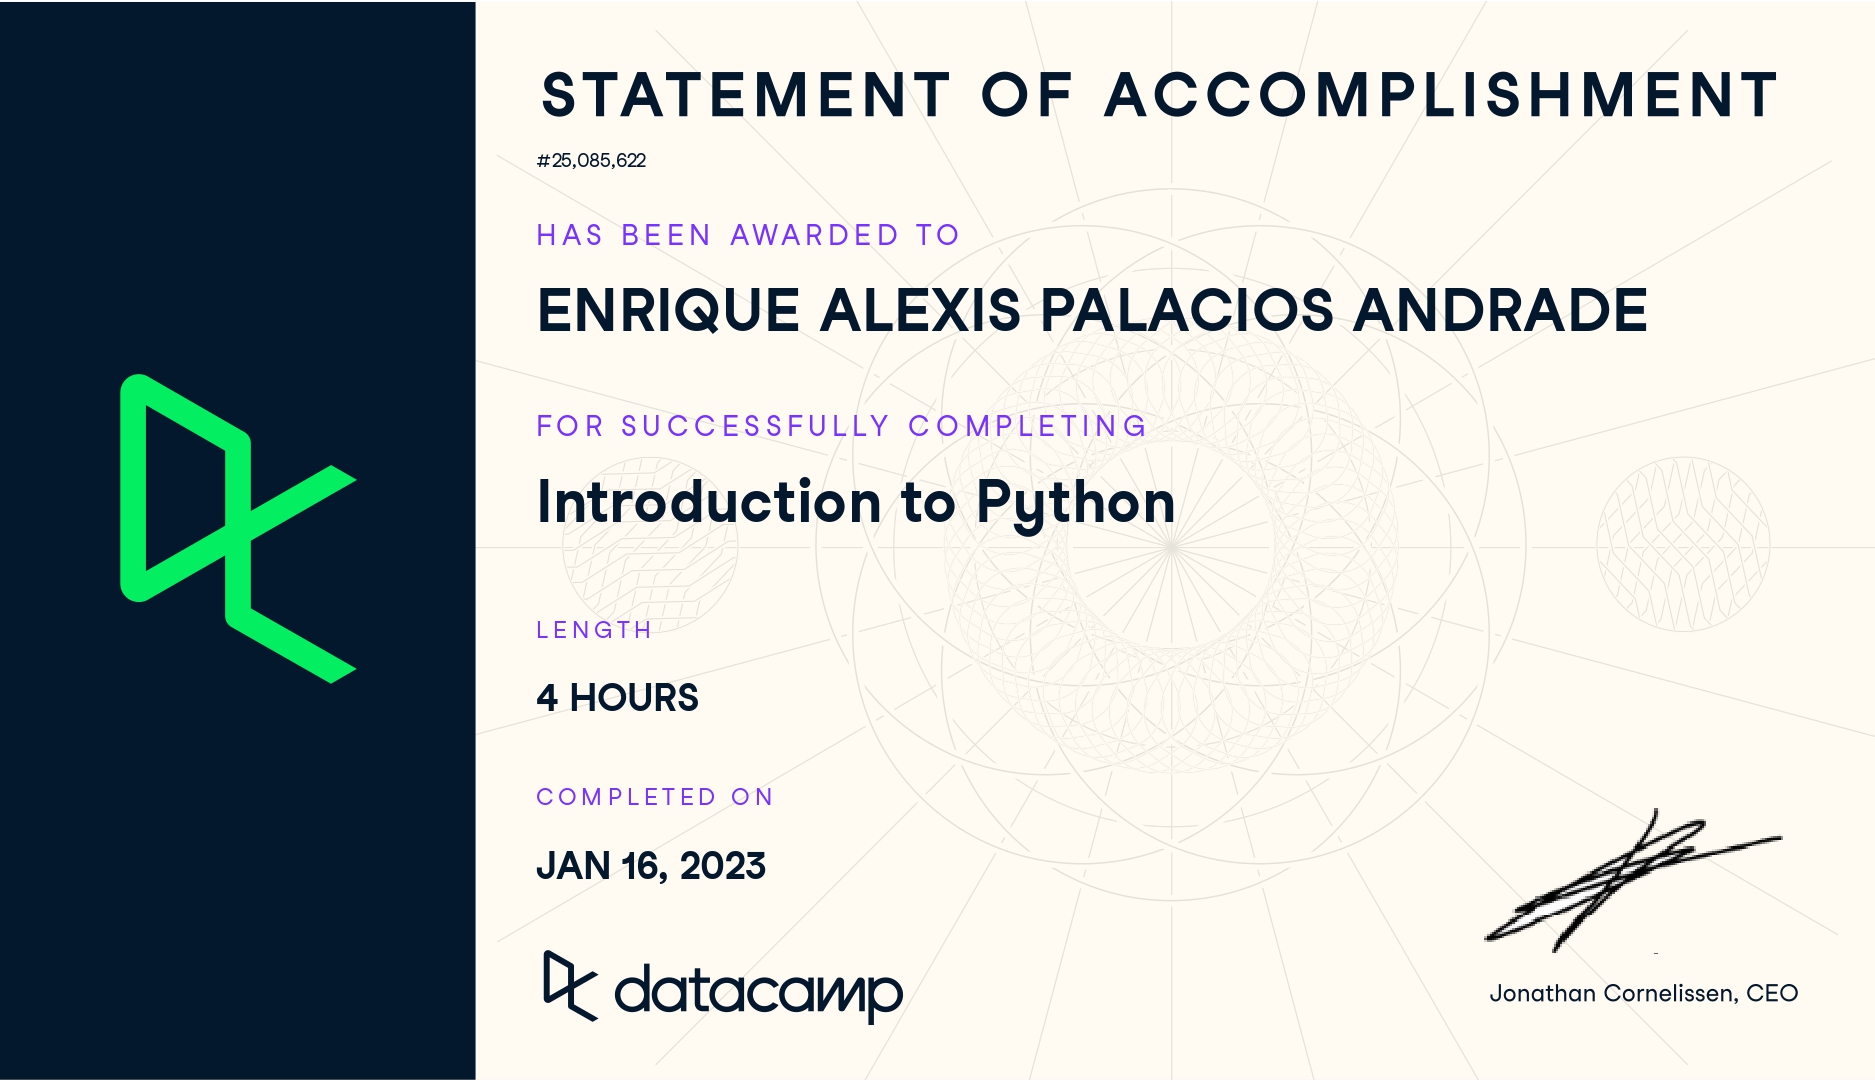 STATEMENT OF ACCOMPLISHMENT
#25,085,622
HAS BEEN AWARDED TO
ENRIQUE ALEXIS PALACIOS ANDRADE
FOR SUCCESSFULLY COMPLETING
Introduction to Python
LENGTH
4 HOURS
COMPLETED ON
JAN 16, 2023
datacamp
Jonathan Cornelissen, CEO